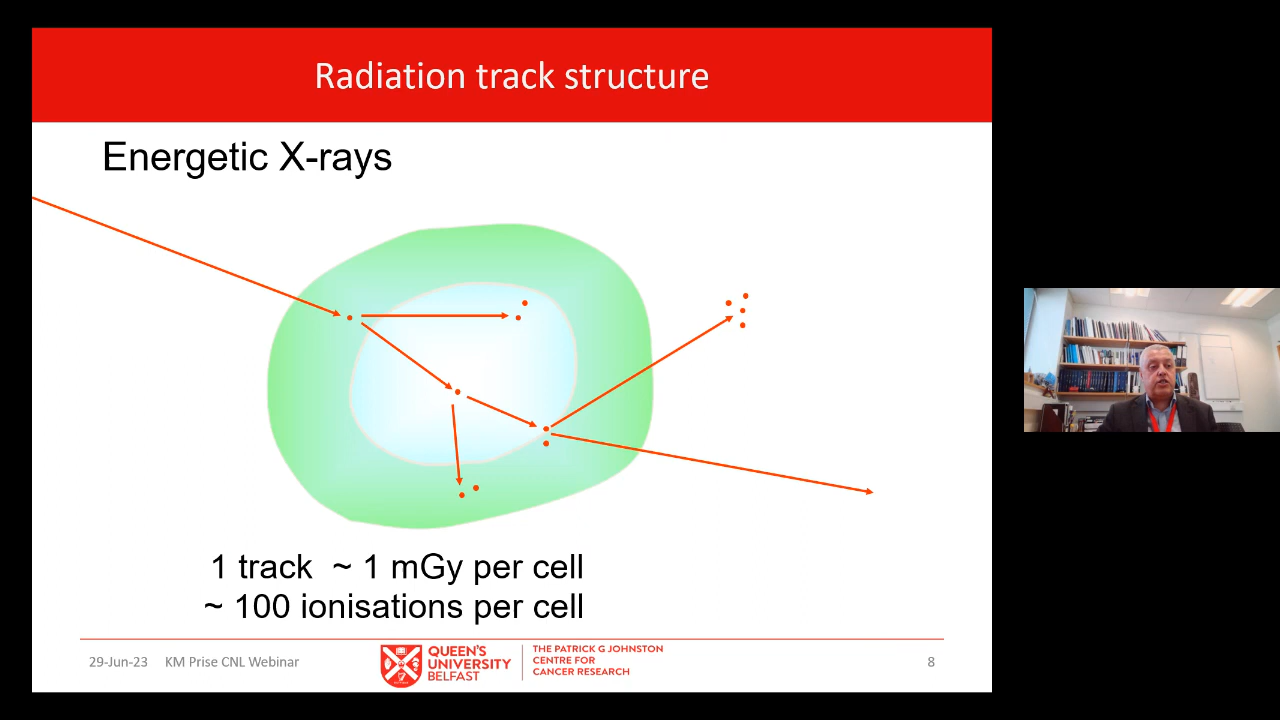 Radiation track structure
Energetic X-rays
1 track ~ 1 mGy per cell
~ 100 ionisations per cell
29-Jun-23 KM Prise CNL Webinar
QUEEN'S
UNIVERSITY
BELFAST
THE PATRICK G JOHNSTON
CENTRE FOR
CANCER RESEARCH
8